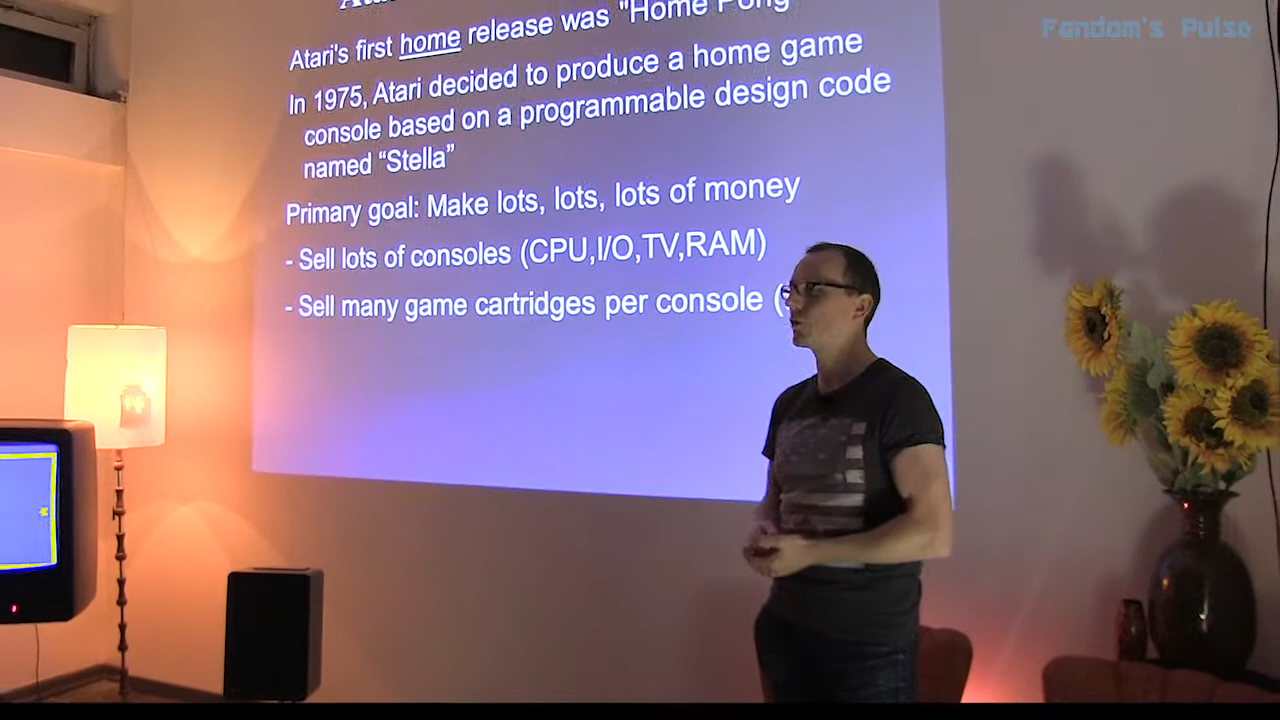 Fandom's Pulse
Atari's first home release was "Home Pong"
In 1975, Atari decided to produce a home game
console based on a programmable design code
named “Stella”
Primary goal: Make lots, lots, lots of money
- Sell lots of consoles (CPU,I/O,TV,RAM)
- Sell many game cartridges per console (